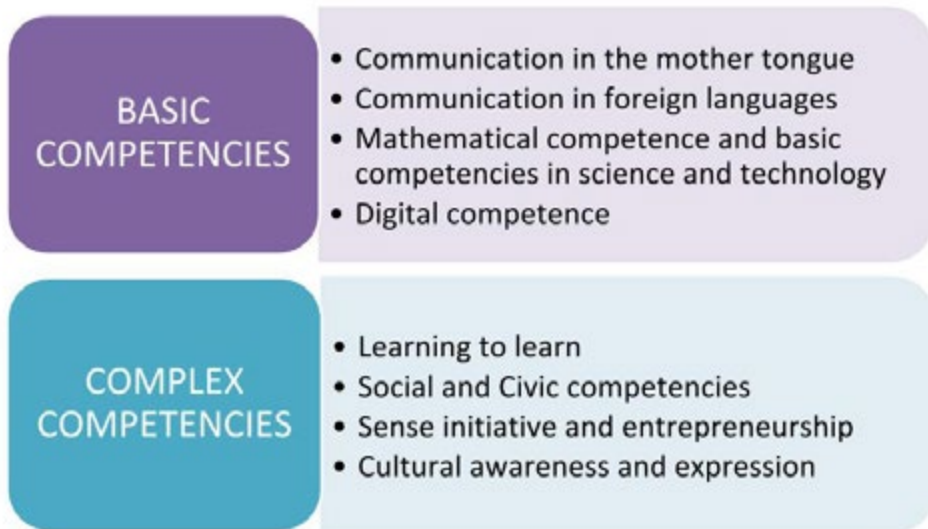 BASIC
COMPETENCIES
• Communication in the mother tongue
• Communication in foreign languages
• Mathematical competence and basic
competencies in science and technology
• Digital competence
COMPLEX
COMPETENCIES
• Learning to learn
• Social and Civic competencies
• Sense initiative and entrepreneurship
• Cultural awareness and expression